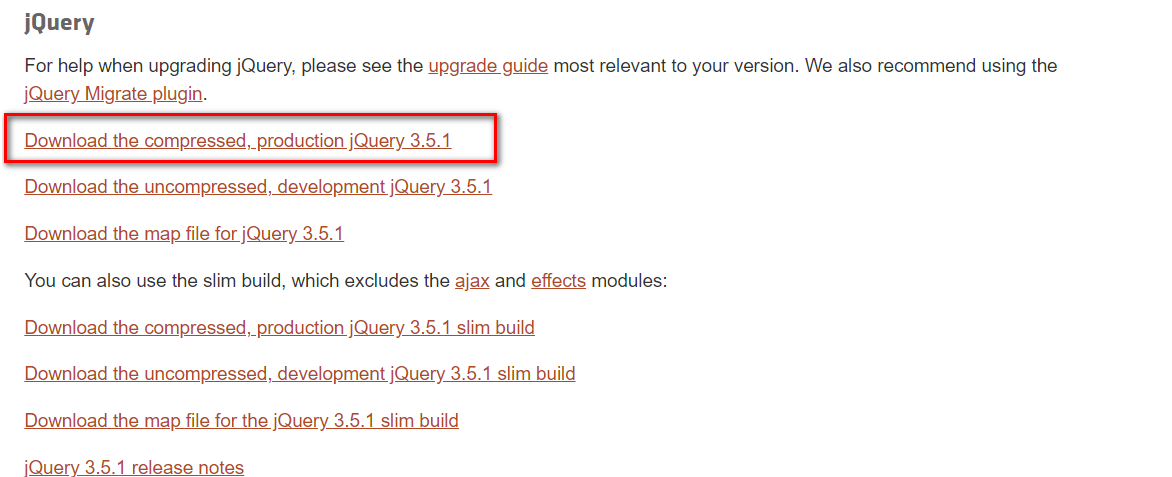 jQuery
For help when upgrading jQuery, please see the upgrade guide most relevant to your version. We also recommend using the
jQuery Migrate plugin.
Download the compressed, production jQuery 3.5.1
Download the uncompressed, development jQuery 3.5.1
Download the map file for jQuery 3.5.1
You can also use the slim build, which excludes the ajax and effects modules:
Download the compressed, production jQuery 3.5.1 slim build
Download the uncompressed, development jQuery 3.5.1 slim build
Download the map file for the jQuery 3.5.1 slim build
jQuery 3.5.1 release notes